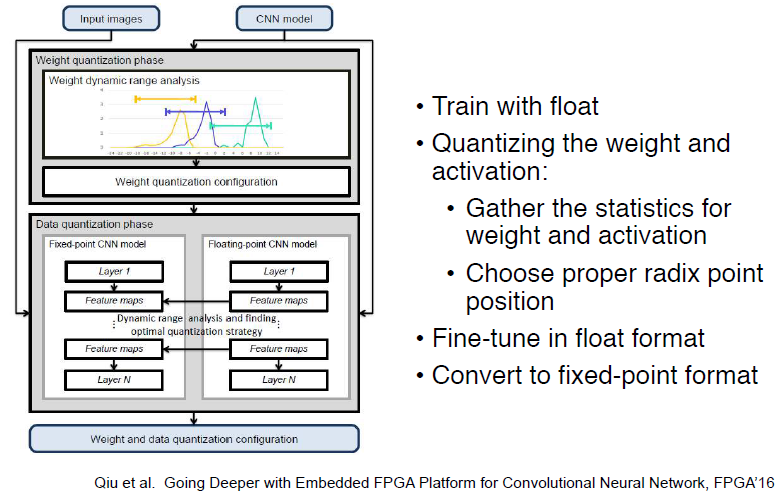 Input images
CNN model
Weight quantization phase
Weight dynamic range analysis
Weight quantization configuration
Data quantization phase
Fixed-point CNN model
Floating-point CNN model
Layer 1
Layer 1
Feature maps
Feature maps
Dynamic range analysis and finding
optimal quantization strategy
Feature maps
Feature maps
Layer N
Layer N
Weight and data quantization configuration
• Train with float
• Quantizing the weight and
activation:
• Gather the statistics for
weight and activation
• Choose proper radix point
position
• Fine-tune in float format
• Convert to fixed-point format
Qiu et al. Going Deeper with Embedded FPGA Platform for Convolutional Neural Network, FPGA’16